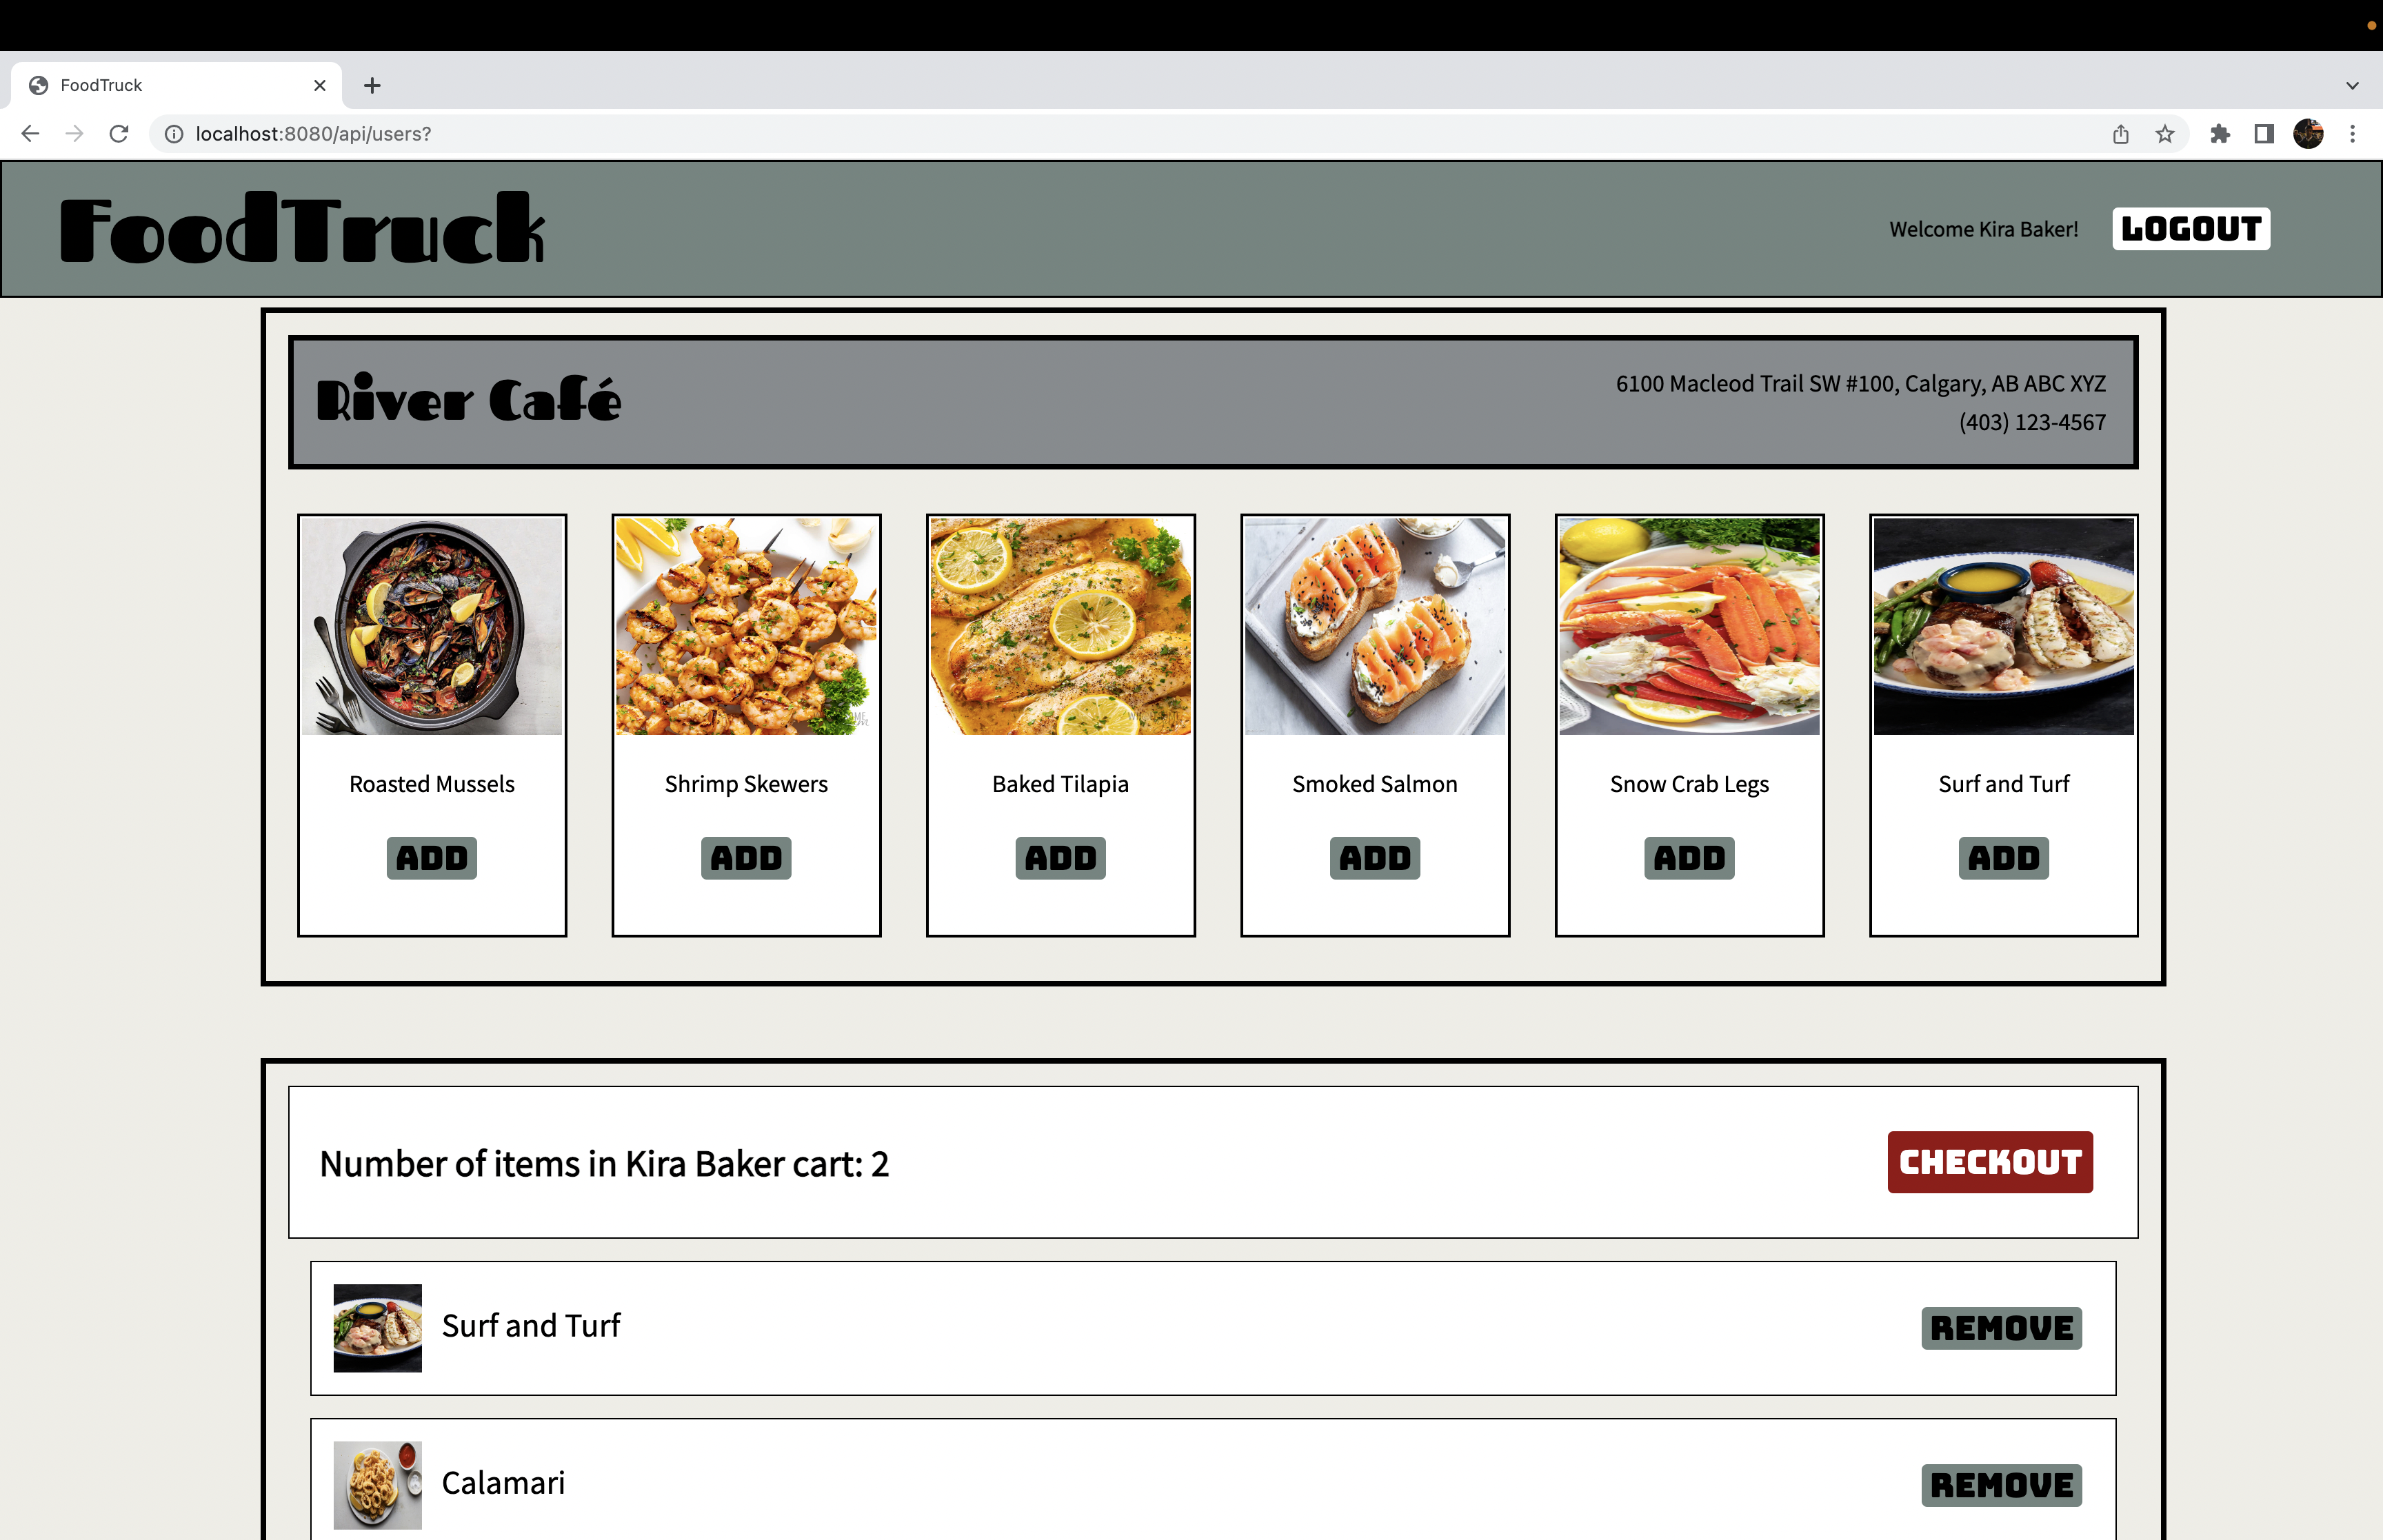 FoodTruck
localhost:8080/api/users?
FoodTruck
Welcome Kira Baker!
LOGOUT
River Café
6100 Macleod Trail SW #100, Calgary, AB ABC XYZ
(403) 123-4567
Roasted Mussels
Shrimp Skewers
Baked Tilapia
Smoked Salmon
Snow Crab Legs
Surf and Turf
ADD
ADD
ADD
ADD
ADD
ADD
Number of items in Kira Baker cart: 2
CHECKOUT
Surf and Turf
REMOVE
Calamari
REMOVE